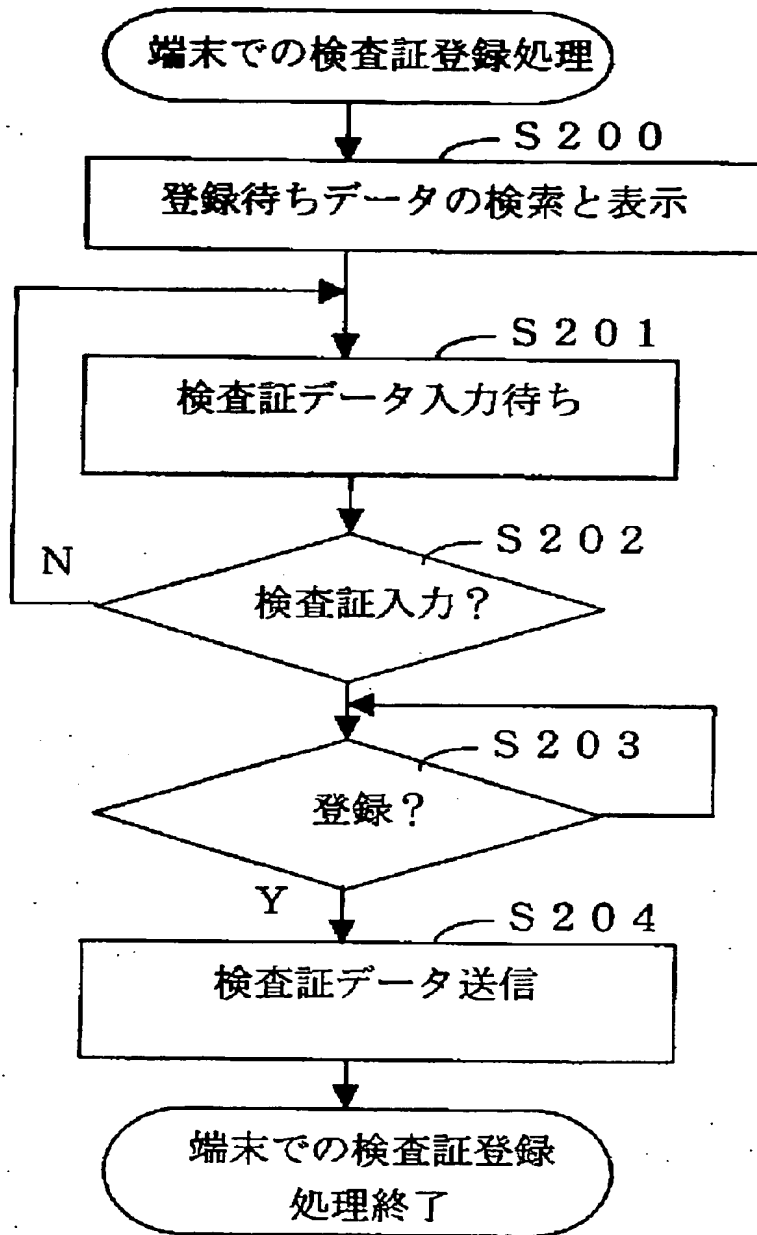 端末での検査証登録処理
S200
登録待ちデータの検索と表示
S201
検査証データ入力待ち
S202
N
検査証入力?
S203
登録?
Y
S204
検査証データ送信
端末での検査証登録
処理終了